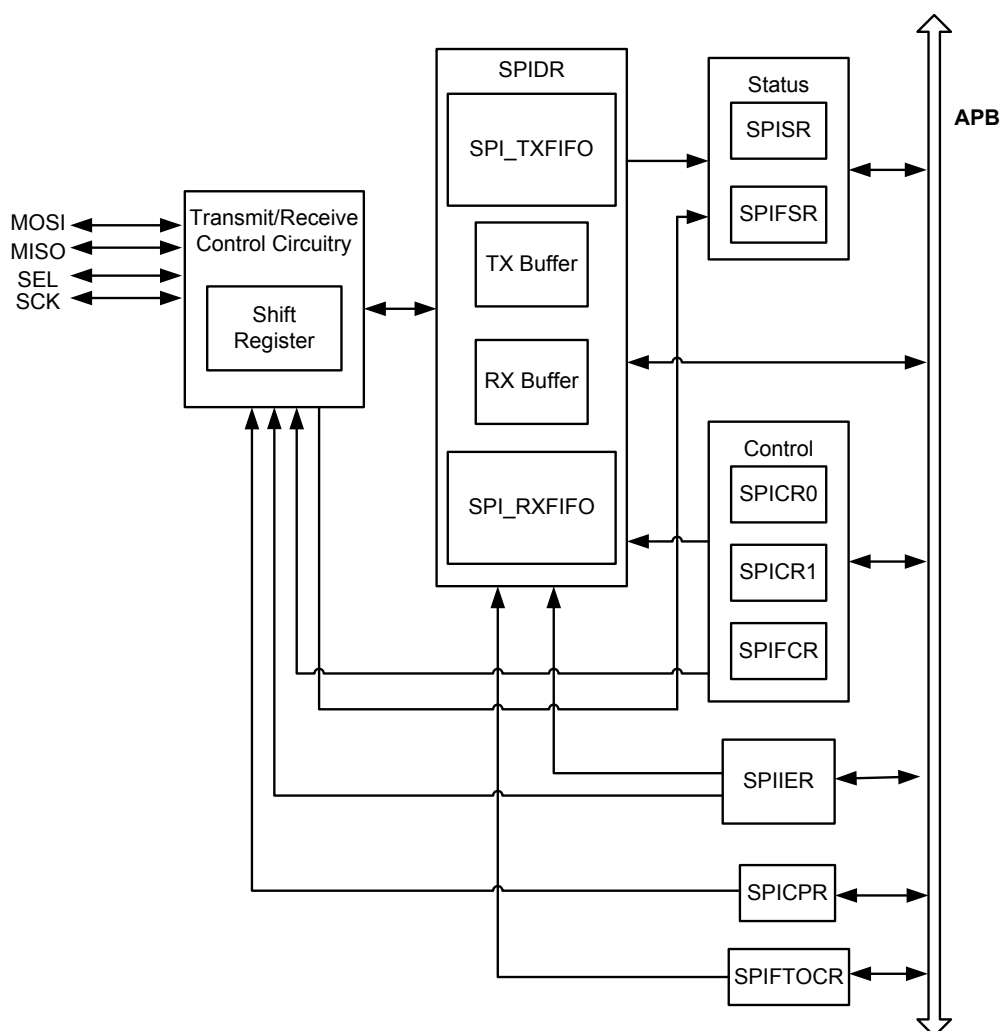 SPIDR
SPI_TXFIFO
TX Buffer
RX Buffer
SPI_RXFIFO
Status
SPISR
SPIFSR
APB
MOSI
MISO
SEL
SCK
Transmit/Receive
Control Circuitry
Shift
Register
Control
SPICR0
SPICR1
SPIFCR
SPIIER
SPICPR
SPIFTOCR